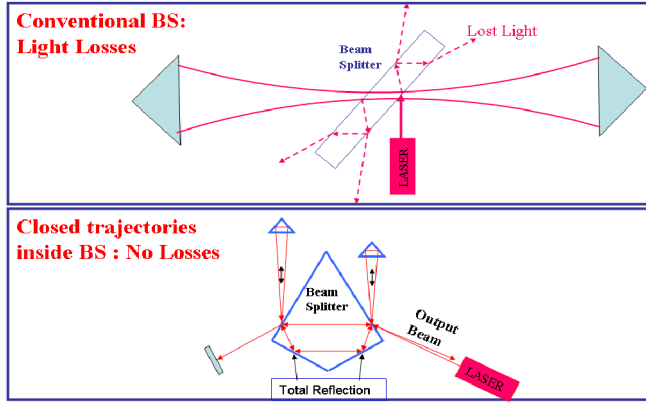 Conventional BS:
Light Losses
Beam
Splitter
Lost Light
LASER
Closed trajectories
inside BS : No Losses
Beam
Splitter
Output
Beam
LASER
Total Reflection